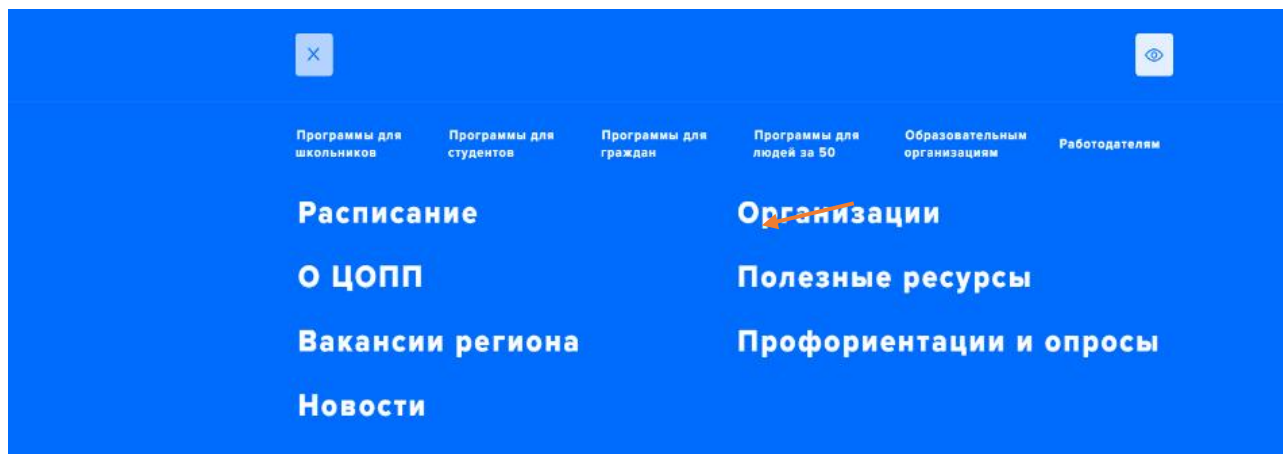 Программы для школьников
Программы для студентов
Программы для граждан
Программы для людей за 50
Образовательным организациям
Работодателям
Расписание
Организации
О ЦОПП
Полезные ресурсы
Вакансии региона
Профориентации и опросы
Новости